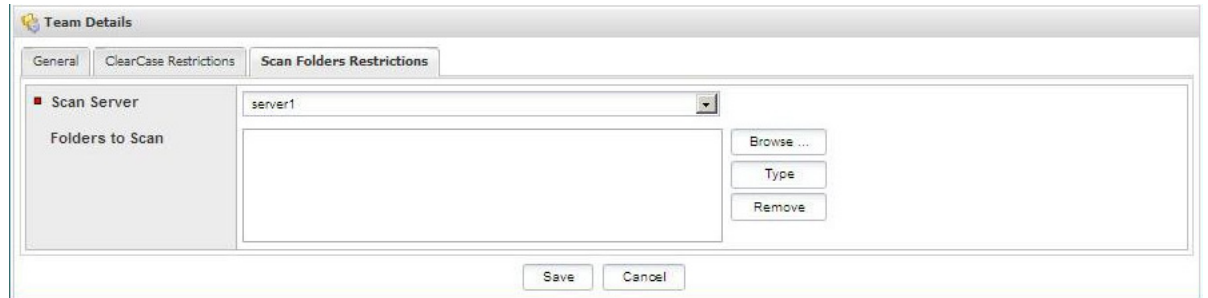 Team Details
General ClearCase Restrictions Scan Folders Restrictions
Scan Server server1
Folders to Scan
Browse ...
Type
Remove
Save Cancel